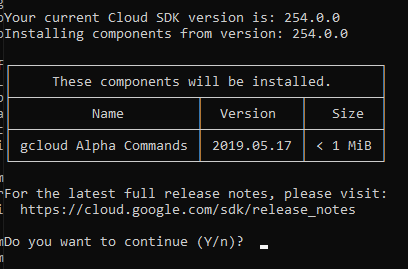 Your current Cloud SDK version is: 254.0.0
Installing components from version: 254.0.0
These components will be installed.
Name Version Size
gcloud Alpha Commands 2019.05.17 < 1 MiB
For the latest full release notes, please visit:
https://cloud.google.com/sdk/release_notes
Do you want to continue (Y/n)?